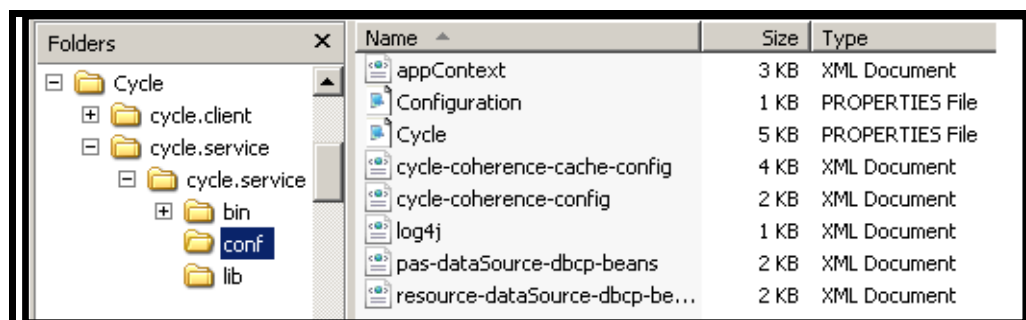 Folders
Cycle
cycle.client
cycle.service
cycle.service
bin
conf
lib
Name Size Type
appContext 3 KB XML Document
Configuration 1 KB PROPERTIES File
Cycle 5 KB PROPERTIES File
cycle-coherence-cache-config 4 KB XML Document
cycle-coherence-config 2 KB XML Document
log4j 1 KB XML Document
pas-dataSource-dbcp-beans 2 KB XML Document
resource-dataSource-dbcp-be... 2 KB XML Document